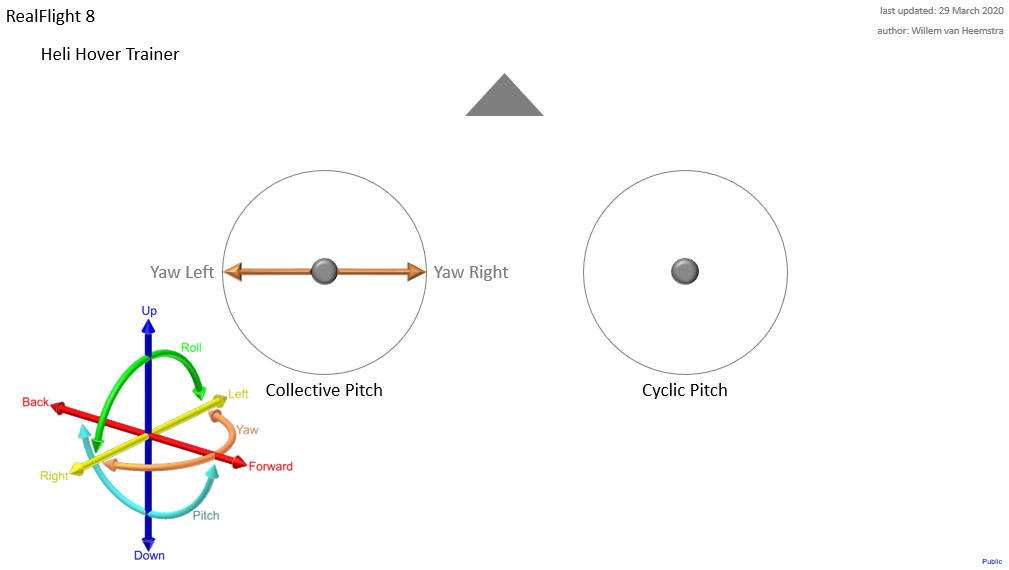 RealFlight 8
last updated: 29 March 2020
author: Willem van Heemstra
Heli Hover Trainer
Yaw Left
Yaw Right
Collective Pitch
Cyclic Pitch
Up
Roll
Left
Back
Yaw
Forward
Right
Pitch
Down
Public